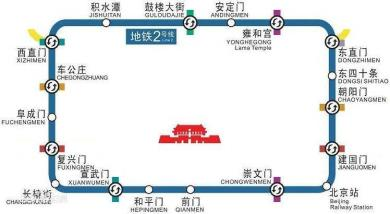 积水潭
JISHUITAN
鼓楼大街
GULOUDAJIE
安定门
ANDINGMEN
雍和宫
YONGHEGONG
Lama Temple
地铁2号线
Line 2
西直门
XIZHIMEN
东直门
DONGZHIMEN
车公庄
CHEGONGZHUANG
东四十条
DONGSI SHITIAO
朝阳门
CHAOYANGMEN
阜成门
FUCHENGMEN
复兴门
FUXINGMEN
建国门
JIANGUOMEN
长椿街
CHANGCHUNJIE
宣武门
XUANWUMEN
和平门
HEPINGMEN
前门
QIANMEN
崇文门
CHONGWENMEN
北京站
Beijing
Railway Station